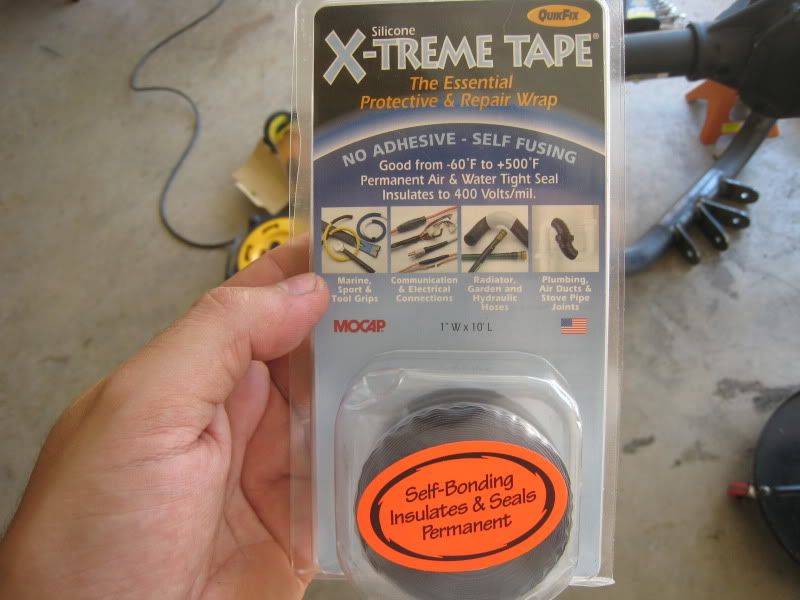 QUIKFIX
Silicone
X-TREME TAPE®
The Essential
Protective & Repair Wrap
NO ADHESIVE - SELF FUSING
Good from -60°F to +500°F
Permanent Air & Water Tight Seal
Insulates to 400 Volts/mil.
Marine,
Sport &
Tool Grips
Communication
& Electrical
Connections
Radiator,
Garden and
Hydraulic
Hoses
Plumbing,
Air Ducts &
Stove Pipe
Joints
MOCAP
1" W x 10' L
Self-Bonding
Insulates & Seals
Permanent